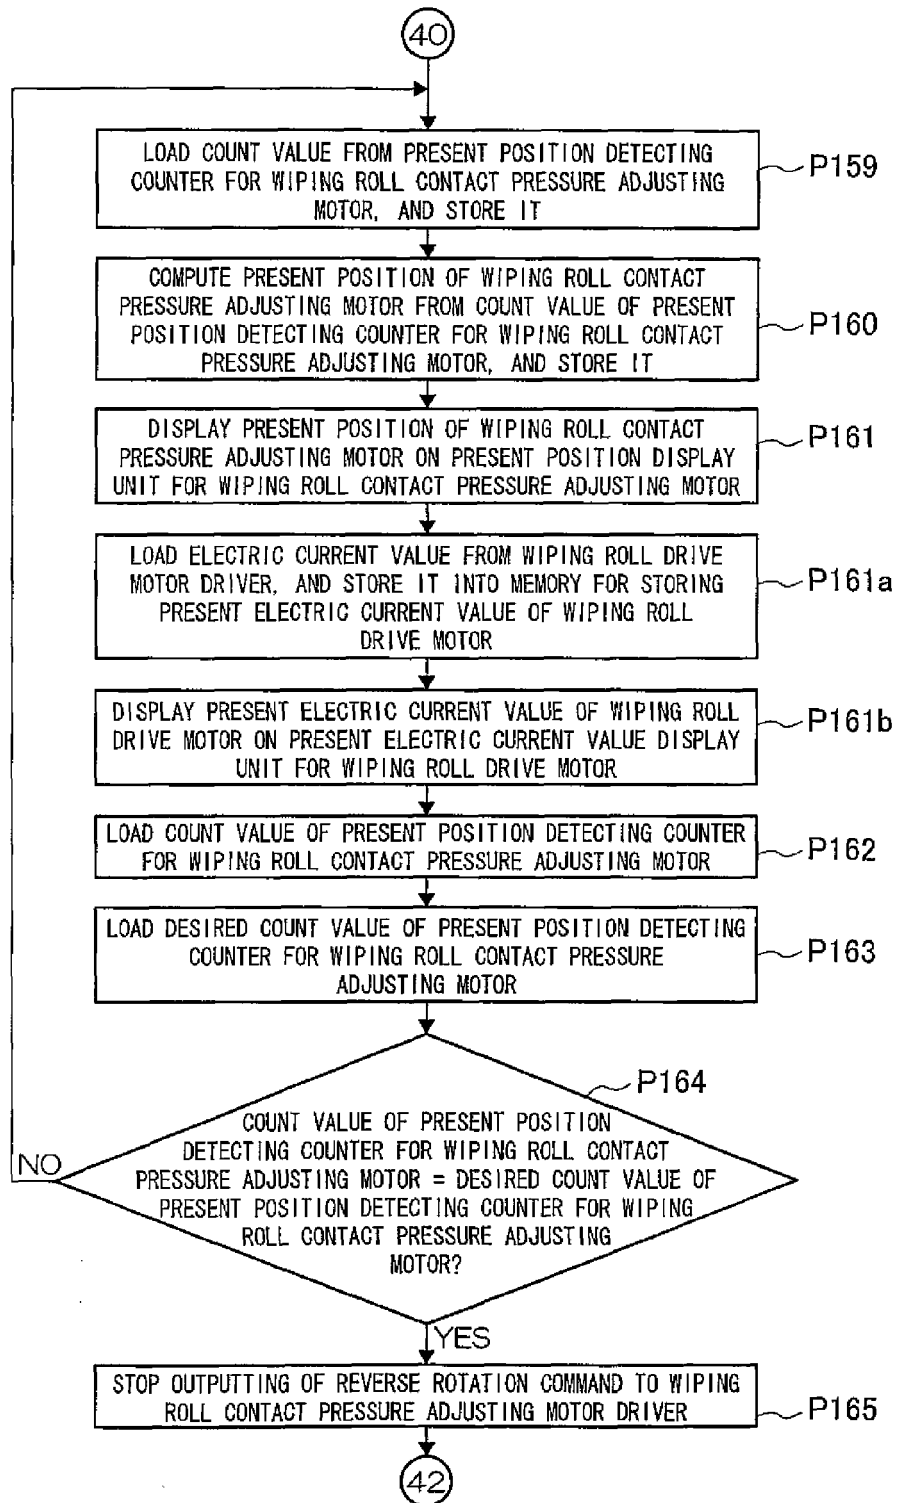 40
LOAD COUNT VALUE FROM PRESENT POSITION DETECTING
COUNTER FOR WIPING ROLL CONTACT PRESSURE ADJUSTING
MOTOR, AND STORE IT
P159
COMPUTE PRESENT POSITION OF WIPING ROLL CONTACT
PRESSURE ADJUSTING MOTOR FROM COUNT VALUE OF PRESENT
POSITION DETECTING COUNTER FOR WIPING ROLL CONTACT
PRESSURE ADJUSTING MOTOR, AND STORE IT
P160
DISPLAY PRESENT POSITION OF WIPING ROLL CONTACT
PRESSURE ADJUSTING MOTOR ON PRESENT POSITION DISPLAY
UNIT FOR WIPING ROLL CONTACT PRESSURE ADJUSTING MOTOR
P161
LOAD ELECTRIC CURRENT VALUE FROM WIPING ROLL DRIVE
MOTOR DRIVER, AND STORE IT INTO MEMORY FOR STORING
PRESENT ELECTRIC CURRENT VALUE OF WIPING ROLL
DRIVE MOTOR
P161a
DISPLAY PRESENT ELECTRIC CURRENT VALUE OF WIPING ROLL
DRIVE MOTOR ON PRESENT ELECTRIC CURRENT VALUE DISPLAY
UNIT FOR WIPING ROLL DRIVE MOTOR
P161b
LOAD COUNT VALUE OF PRESENT POSITION DETECTING COUNTER
FOR WIPING ROLL CONTACT PRESSURE ADJUSTING MOTOR
P162
LOAD DESIRED COUNT VALUE OF PRESENT POSITION DETECTING
COUNTER FOR WIPING ROLL CONTACT PRESSURE
ADJUSTING MOTOR
P163
P164
COUNT VALUE OF PRESENT POSITION
DETECTING COUNTER FOR WIPING ROLL CONTACT
PRESSURE ADJUSTING MOTOR = DESIRED COUNT VALUE OF
PRESENT POSITION DETECTING COUNTER FOR WIPING
ROLL CONTACT PRESSURE ADJUSTING
MOTOR?
NO
YES
STOP OUTPUTTING OF REVERSE ROTATION COMMAND TO WIPING
ROLL CONTACT PRESSURE ADJUSTING MOTOR DRIVER
P165
42